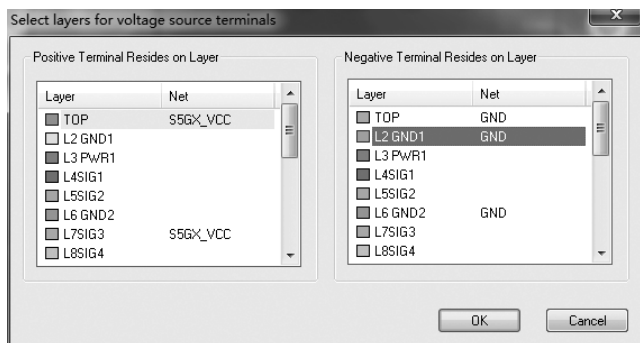 Select layers for voltage source terminals
x
Positive Terminal Resides on Layer
Layer Net
TOP S5GX_VCC
L2 GND1
L3 PWR1
L4SIG1
L5SIG2
L6 GND2
L7SIG3 S5GX_VCC
L8SIG4
Negative Terminal Resides on Layer
Layer Net
TOP GND
L2 GND1 GND
L3 PWR1
L4SIG1
L5SIG2
L6 GND2 GND
L7SIG3
L8SIG4
OK Cancel